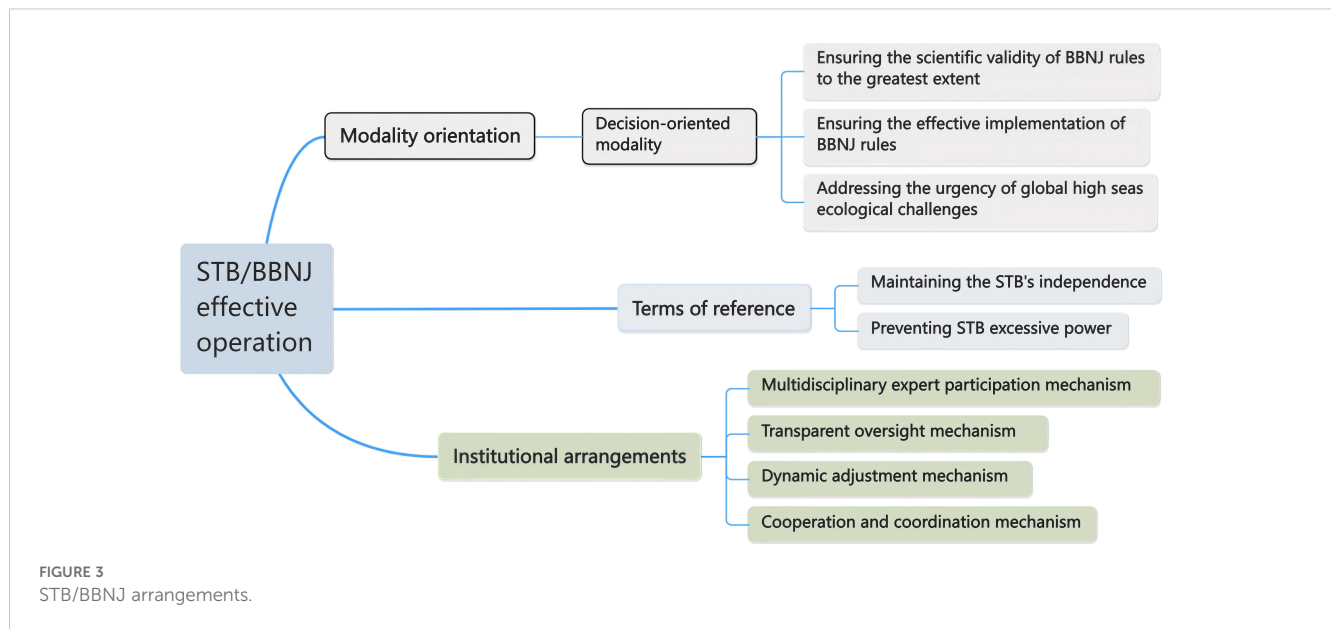 Ensuring the scientific validity of BBNJ rules
to the greatest extent
Modality orientation
Decision-oriented
modality
Ensuring the effective implementation of
BBNJ rules
Addressing the urgency of global high seas
ecological challenges
STB/BBNJ
effective
operation
Terms of reference
Maintaining the STB's independence
Preventing STB excessive power
Institutional arrangements
Multidisciplinary expert participation mechanism
Transparent oversight mechanism
Dynamic adjustment mechanism
Cooperation and coordination mechanism
FIGURE 3
STB/BBNJ arrangements.